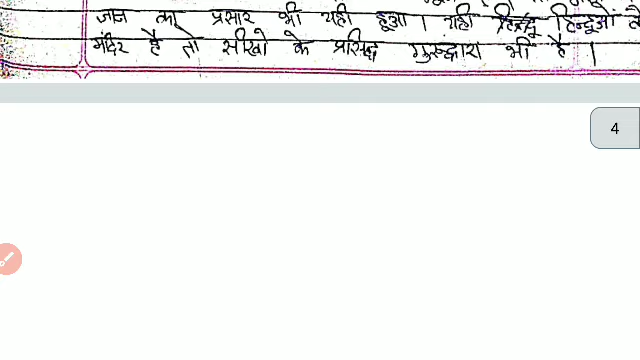 जान का प्रसार भी यही हुआ। यही हिन्दू हिन्दुओं
मंदिर है तो सीखो के प्रसिद्ध गुरुद्वारा भी है।
4